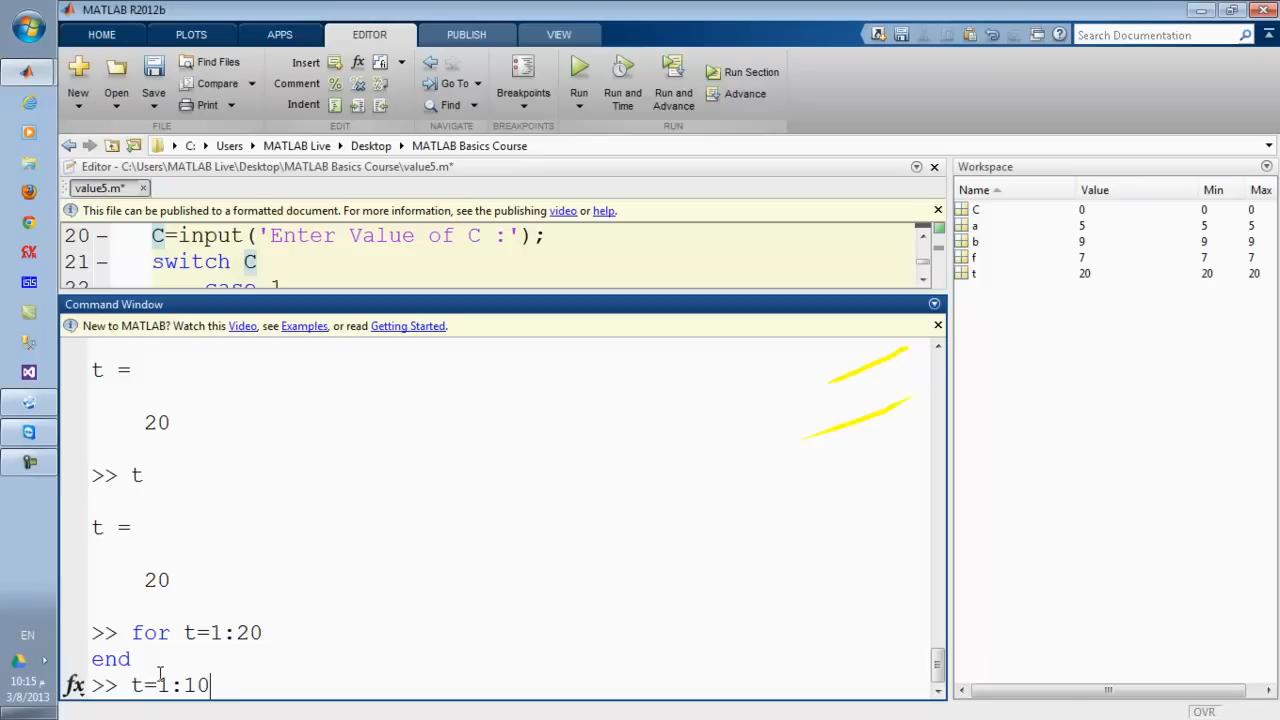 MATLAB R2012b
HOME PLOTS APPS EDITOR PUBLISH VIEW
Search Documentation
New Open Save
Find Files
Compare
Print
Insert
Comment
Indent
Go To
Find
Breakpoints
Run Run and Time Run and Advance
Run Section
Advance
FILE EDIT NAVIGATE BREAKPOINTS RUN
C: Users MATLAB Live Desktop MATLAB Basics Course
Editor - C:\Users\MATLAB Live\Desktop\MATLAB Basics Course\value5.m*
value5.m* ×
This file can be published to a formatted document. For more information, see the publishing video or help.
20 – C=input('Enter Value of C :');
21 – switch C
Command Window
New to MATLAB? Watch this Video, see Examples, or read Getting Started.
t =
20
>> t
t =
20
>> for t=1:20
end
fx >> t=1:10
Workspace
Name Value Min Max
C 0 0 0
a 5 5 5
b 9 9 9
f 7 7 7
t 20 20 20
EN
10:15 م
3/8/2013
OVR